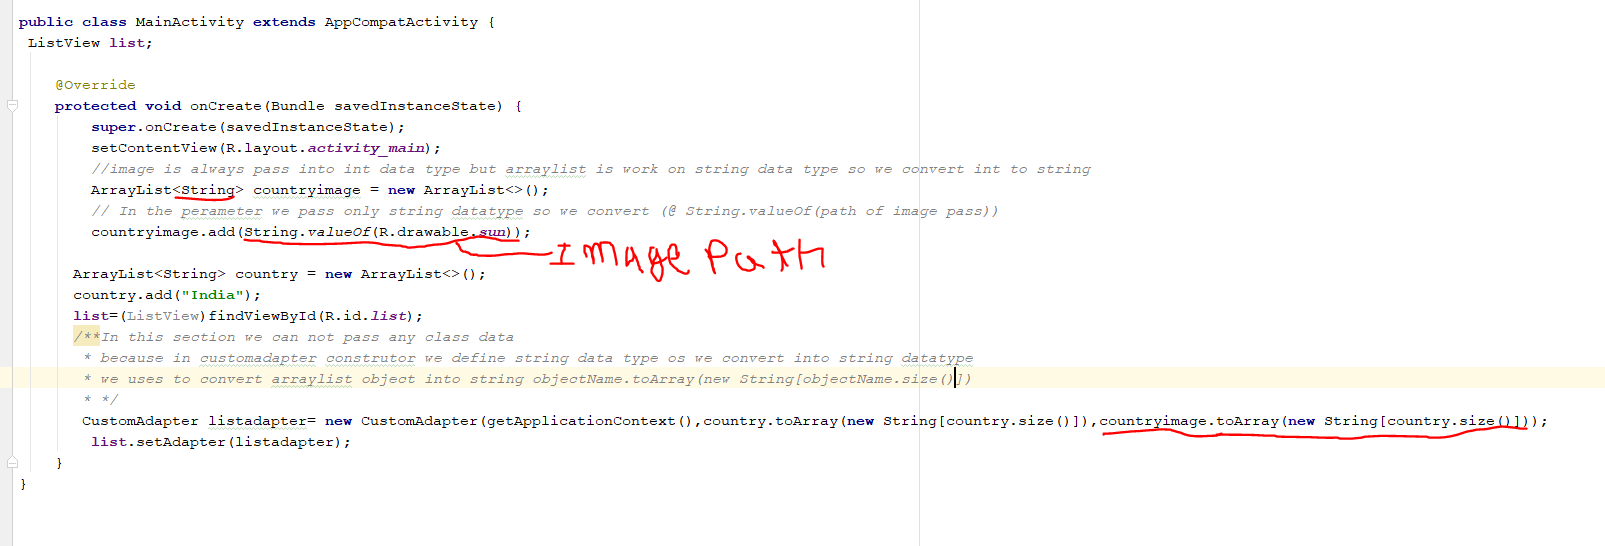 public class MainActivity extends AppCompatActivity {
ListView list;
@Override
protected void onCreate(Bundle savedInstanceState) {
super.onCreate(savedInstanceState);
setContentView(R.layout.activity_main);
//image is always pass into int data type but arraylist is work on string data type so we convert int to string
ArrayList<String> countryimage = new ArrayList<>();
// In the perameter we pass only string datatype so we convert (@ String.valueOf(path of image pass))
countryimage.add(String.valueOf(R.drawable.sun));
Image Path
ArrayList<String> country = new ArrayList<>();
country.add("India");
list=(ListView)findViewById(R.id.list);
/**In this section we can not pass any class data
* because in customadapter construtor we define string data type os we convert into string datatype
* we uses to convert arraylist object into string objectName.toArray(new String[objectName.size()])
* */
CustomAdapter listadapter= new CustomAdapter(getApplicationContext(),country.toArray(new String[country.size()]),countryimage.toArray(new String[country.size()]));
list.setAdapter(listadapter);
}
}